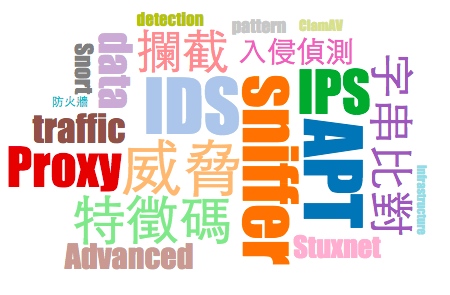 detection
pattern
ClamAV
Snort
data
攔截
入侵偵測
防火牆
IDS
sniffer
IPS
字串比對
traffic
Proxy
威脅
APT
Infrastructure
特徵碼
Advanced
Stuxnet